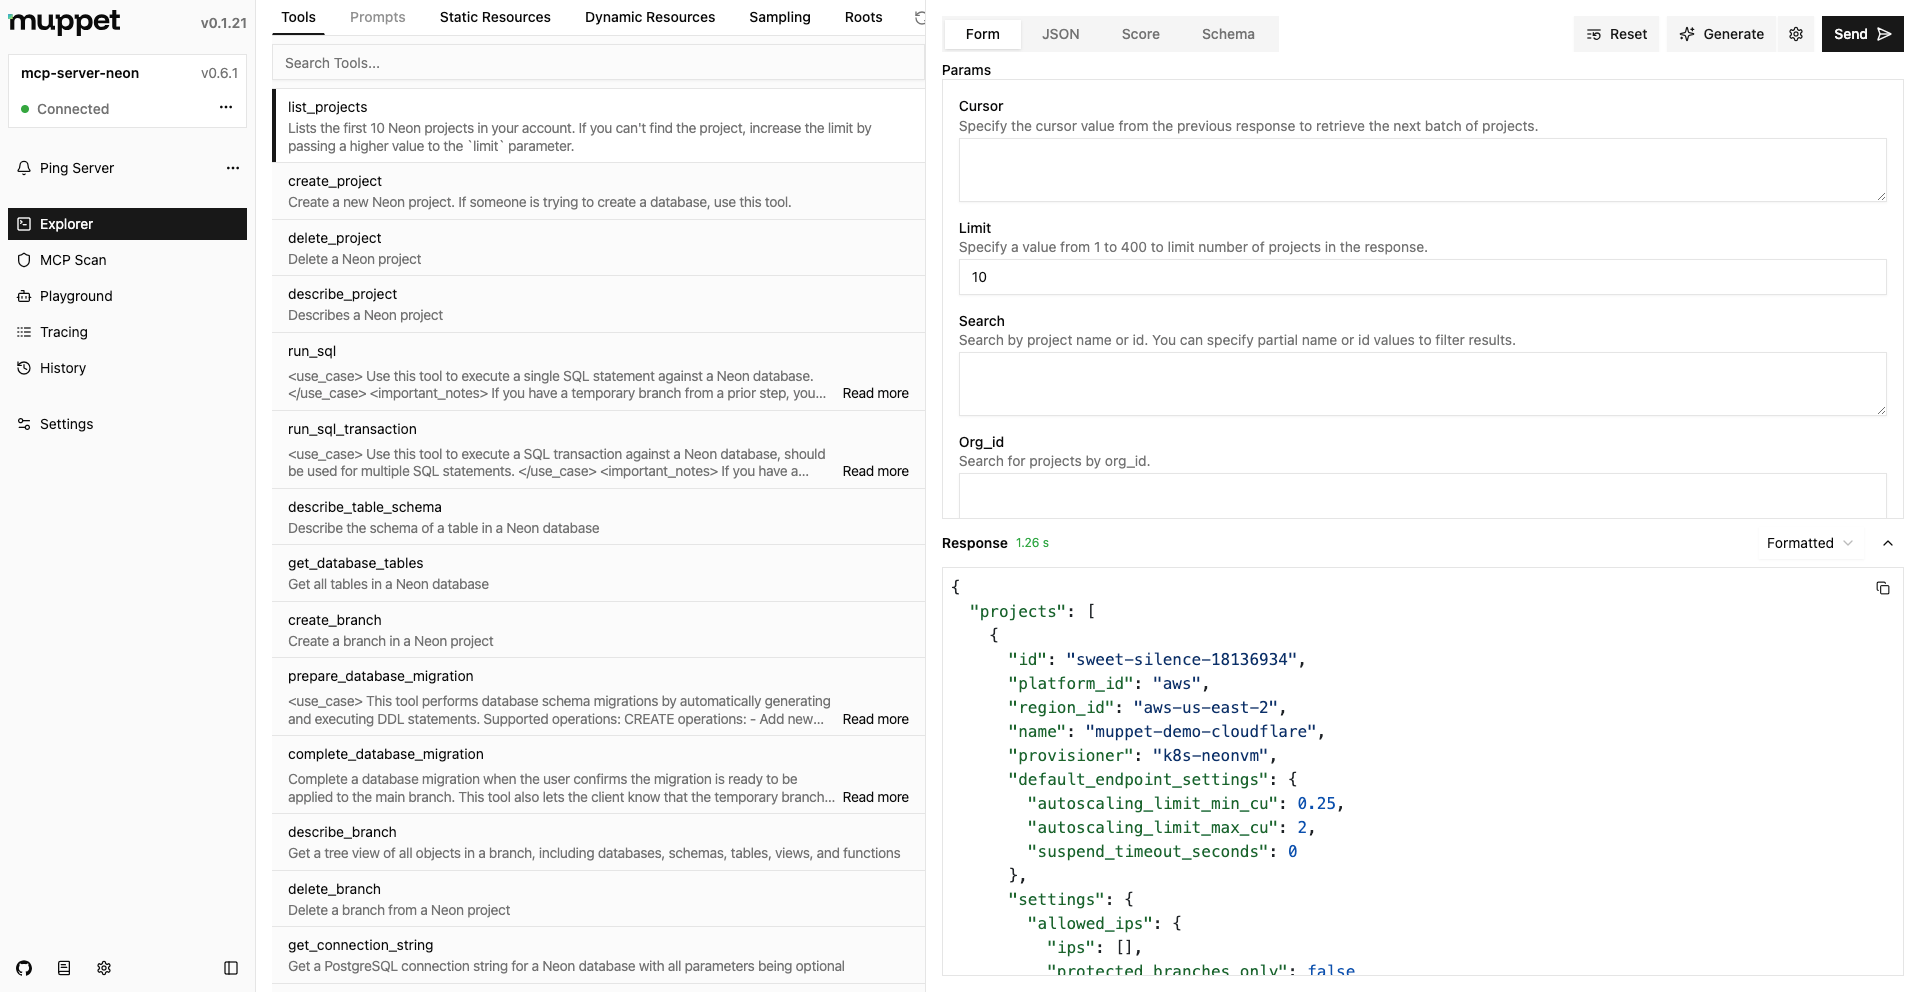 muppet
v0.1.21
mcp-server-neon
v0.6.1
Connected
Ping Server
Explorer
MCP Scan
Playground
Tracing
History
Settings
Tools
Prompts
Static Resources
Dynamic Resources
Sampling
Roots
Search Tools...
list_projects
Lists the first 10 Neon projects in your account. If you can't find the project, increase the limit by
passing a higher value to the `limit` parameter.
create_project
Create a new Neon project. If someone is trying to create a database, use this tool.
delete_project
Delete a Neon project
describe_project
Describes a Neon project
run_sql
<use_case> Use this tool to execute a single SQL statement against a Neon database.
</use_case> <important_notes> If you have a temporary branch from a prior step, you...
Read more
run_sql_transaction
<use_case> Use this tool to execute a SQL transaction against a Neon database, should
be used for multiple SQL statements. </use_case> <important_notes> If you have a...
Read more
describe_table_schema
Describe the schema of a table in a Neon database
get_database_tables
Get all tables in a Neon database
create_branch
Create a branch in a Neon project
prepare_database_migration
<use_case> This tool performs database schema migrations by automatically generating
and executing DDL statements. Supported operations: CREATE operations: - Add new...
Read more
complete_database_migration
Complete a database migration when the user confirms the migration is ready to be
applied to the main branch. This tool also lets the client know that the temporary branch...
Read more
describe_branch
Get a tree view of all objects in a branch, including databases, schemas, tables, views, and functions
delete_branch
Delete a branch from a Neon project
get_connection_string
Get a PostgreSQL connection string for a Neon database with all parameters being optional
Form
JSON
Score
Schema
Reset
Generate
Send
Params
Cursor
Specify the cursor value from the previous response to retrieve the next batch of projects.
Limit
Specify a value from 1 to 400 to limit number of projects in the response.
10
Search
Search by project name or id. You can specify partial name or id values to filter results.
Org_id
Search for projects by org_id.
Response 1.26 s
Formatted
{
"projects": [
{
"id": "sweet-silence-18136934",
"platform_id": "aws",
"region_id": "aws-us-east-2",
"name": "muppet-demo-cloudflare",
"provisioner": "k8s-neonvm",
"default_endpoint_settings": {
"autoscaling_limit_min_cu": 0.25,
"autoscaling_limit_max_cu": 2,
"suspend_timeout_seconds": 0
},
"settings": {
"allowed_ips": {
"ips": [],
"protected_branches_only": false